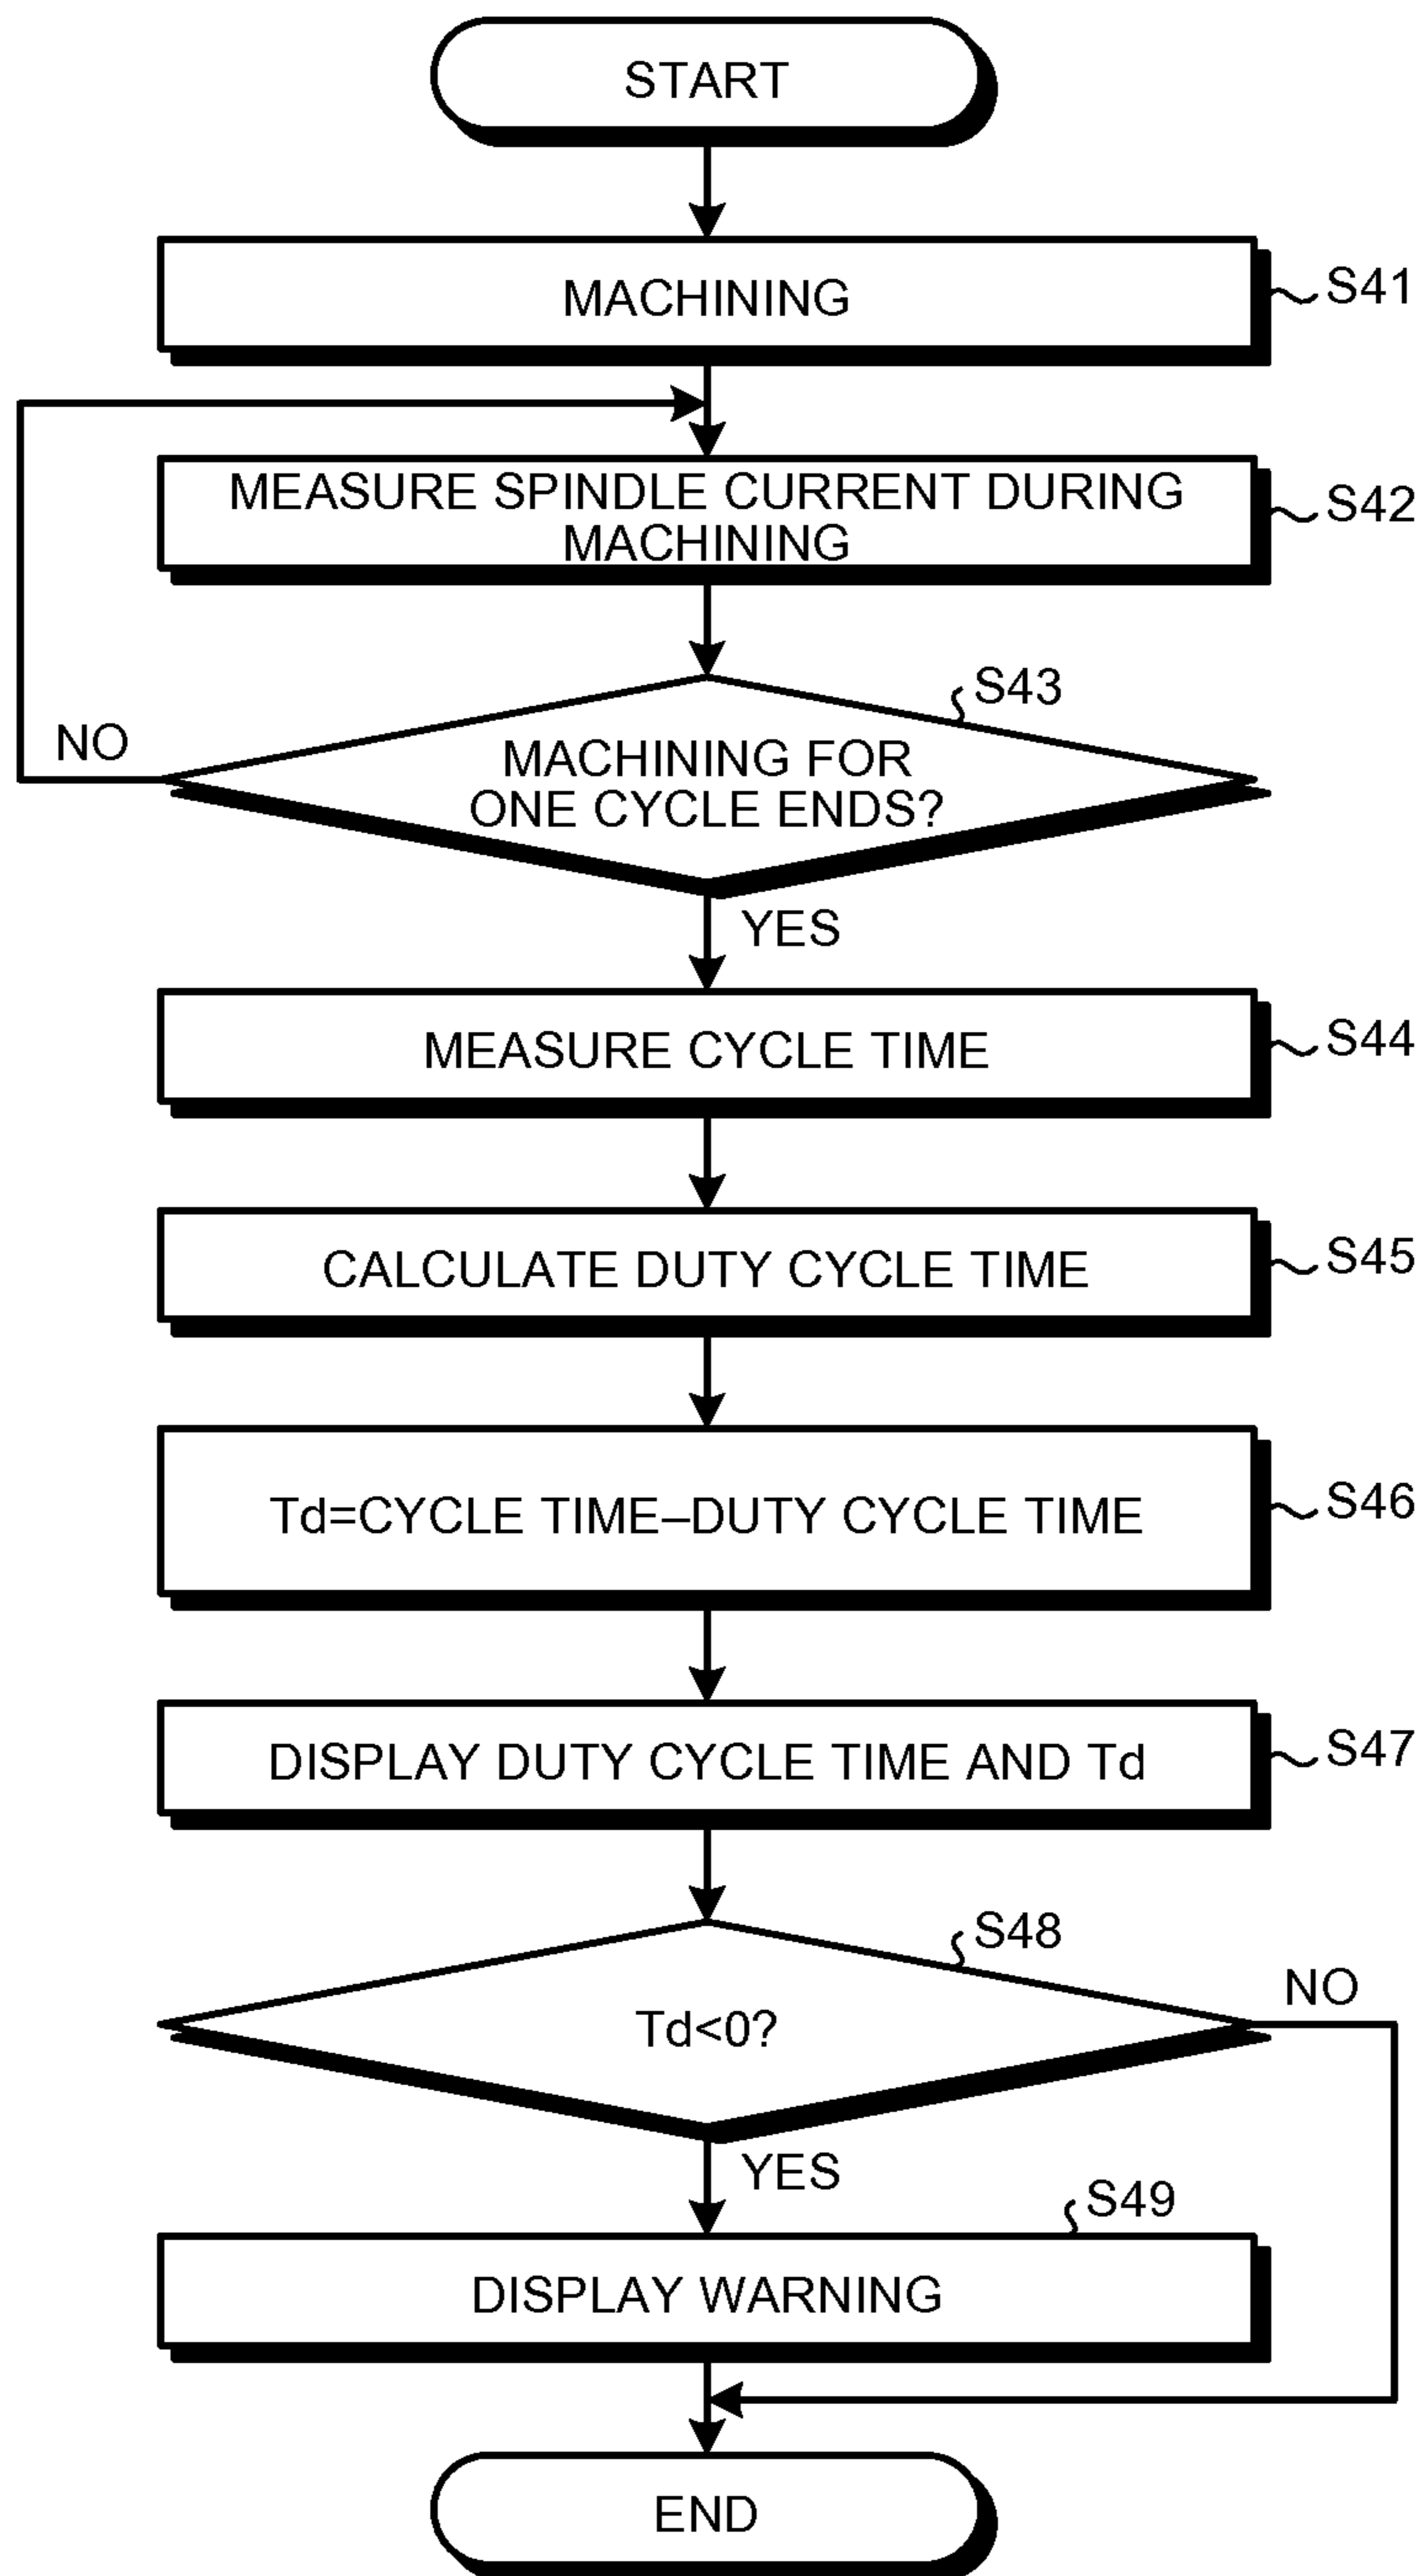 START
MACHINING
S41
MEASURE SPINDLE CURRENT DURING
MACHINING
S42
S43
NO
MACHINING FOR
ONE CYCLE ENDS?
YES
MEASURE CYCLE TIME
S44
CALCULATE DUTY CYCLE TIME
S45
Td=CYCLE TIME–DUTY CYCLE TIME
S46
DISPLAY DUTY CYCLE TIME AND Td
S47
S48
NO
Td<0?
YES
S49
DISPLAY WARNING
END